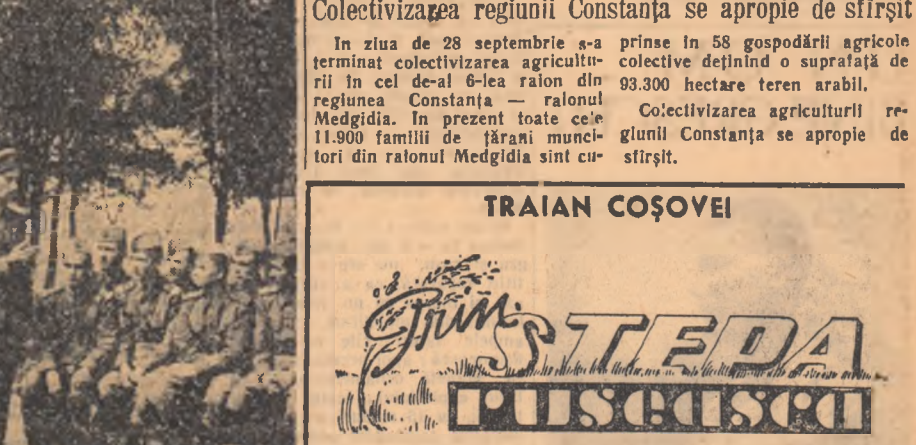 Colectivizarea regiunii Constanța se apropie de sfîrșit
In ziua de 28 septembrie s-a
terminat colectivizarea agricultu-
rii în cel de-al 6-lea raion din
regiunea Constanța — raionul
Medgidia. In prezent toate cele
11.900 familii de țărani munci-
tori din raionul Medgidia sînt cu-
prinse în 58 gospodării agricole
colective deținînd o suprafață de
93.300 hectare teren arabil.
Colectivizarea agriculturii re-
giunii Constanța se apropie de
sfîrșit.
TRAIAN COȘOVEI
Prin
STEPA
rusească